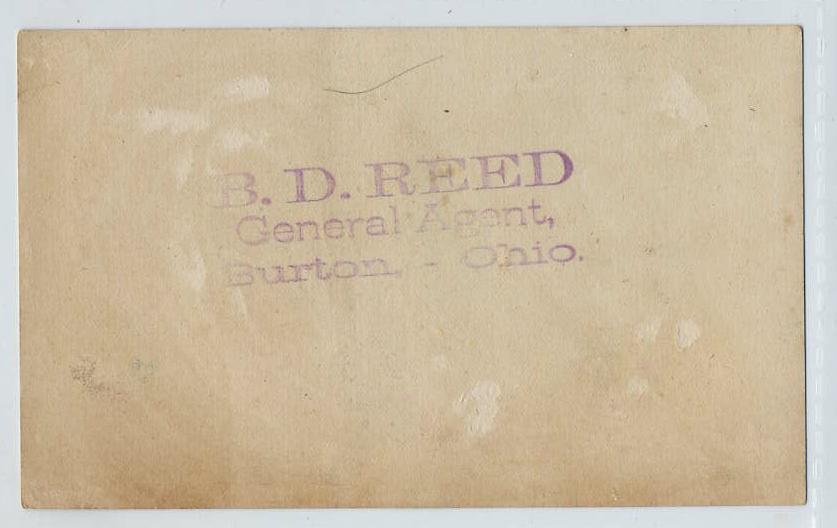 B. D. REED
General Agent,
Burton, - Ohio.